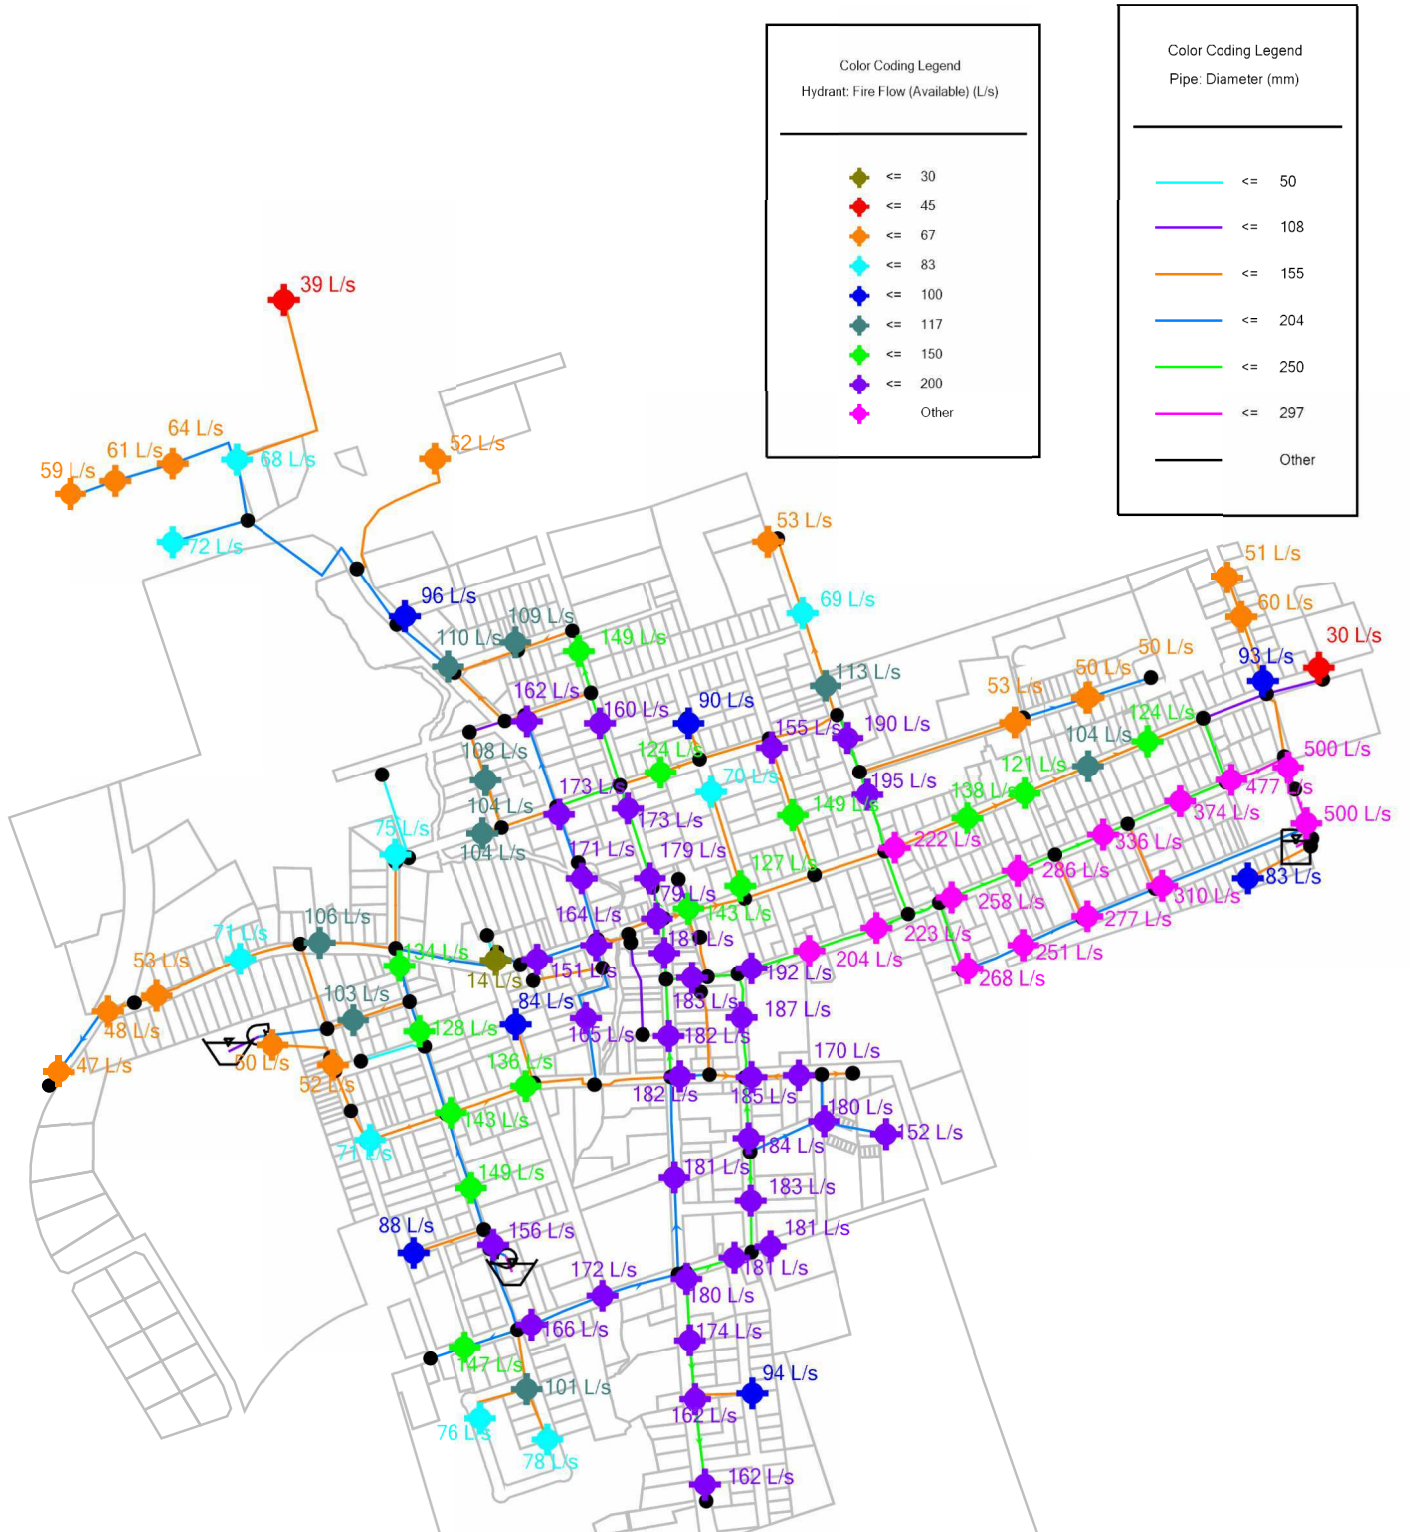 Color Coding Legend
Hydrant: Fire Flow (Available) (L/s)
<= 30
<= 45
<= 67
<= 83
<= 100
<= 117
<= 150
<= 200
Other
Color Coding Legend
Pipe: Diameter (mm)
<= 50
<= 108
<= 155
<= 204
<= 250
<= 297
Other
39 L/s
64 L/s
61 L/s
59 L/s
68 L/s
52 L/s
72 L/s
53 L/s
51 L/s
96 L/s
69 L/s
60 L/s
109 L/s
110 L/s
149 L/s
30 L/s
50 L/s
50 L/s
93 L/s
113 L/s
53 L/s
162 L/s
160 L/s
90 L/s
155 L/s
190 L/s
124 L/s
104 L/s
108 L/s
124 L/s
70 L/s
195 L/s
121 L/s
500 L/s
477 L/s
173 L/s
104 L/s
173 L/s
149 L/s
138 L/s
374 L/s
500 L/s
75 L/s
104 L/s
171 L/s
179 L/s
222 L/s
336 L/s
286 L/s
83 L/s
179 L/s
127 L/s
310 L/s
106 L/s
164 L/s
143 L/s
258 L/s
277 L/s
71 L/s
134 L/s
181 L/s
223 L/s
251 L/s
53 L/s
151 L/s
204 L/s
14 L/s
192 L/s
268 L/s
103 L/s
84 L/s
183 L/s
48 L/s
165 L/s
187 L/s
128 L/s
182 L/s
50 L/s
47 L/s
52 L/s
136 L/s
170 L/s
182 L/s
185 L/s
143 L/s
180 L/s
71 L/s
184 L/s
152 L/s
149 L/s
181 L/s
183 L/s
88 L/s
156 L/s
181 L/s
172 L/s
181 L/s
180 L/s
166 L/s
174 L/s
147 L/s
101 L/s
94 L/s
162 L/s
76 L/s
78 L/s
162 L/s